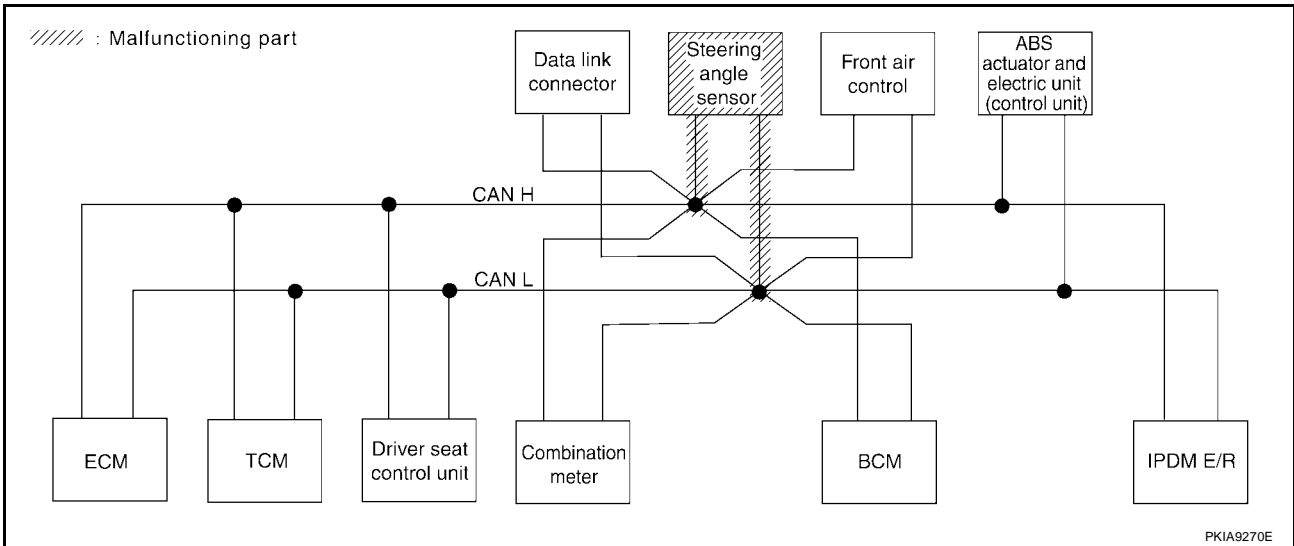 : Malfunctioning part
Data link
connector
Steering
angle
sensor
Front air
control
ABS
actuator and
electric unit
(control unit)
CAN H
CAN L
ECM
TCM
Driver seat
control unit
Combination
meter
BCM
IPDM E/R
PKIA9270E